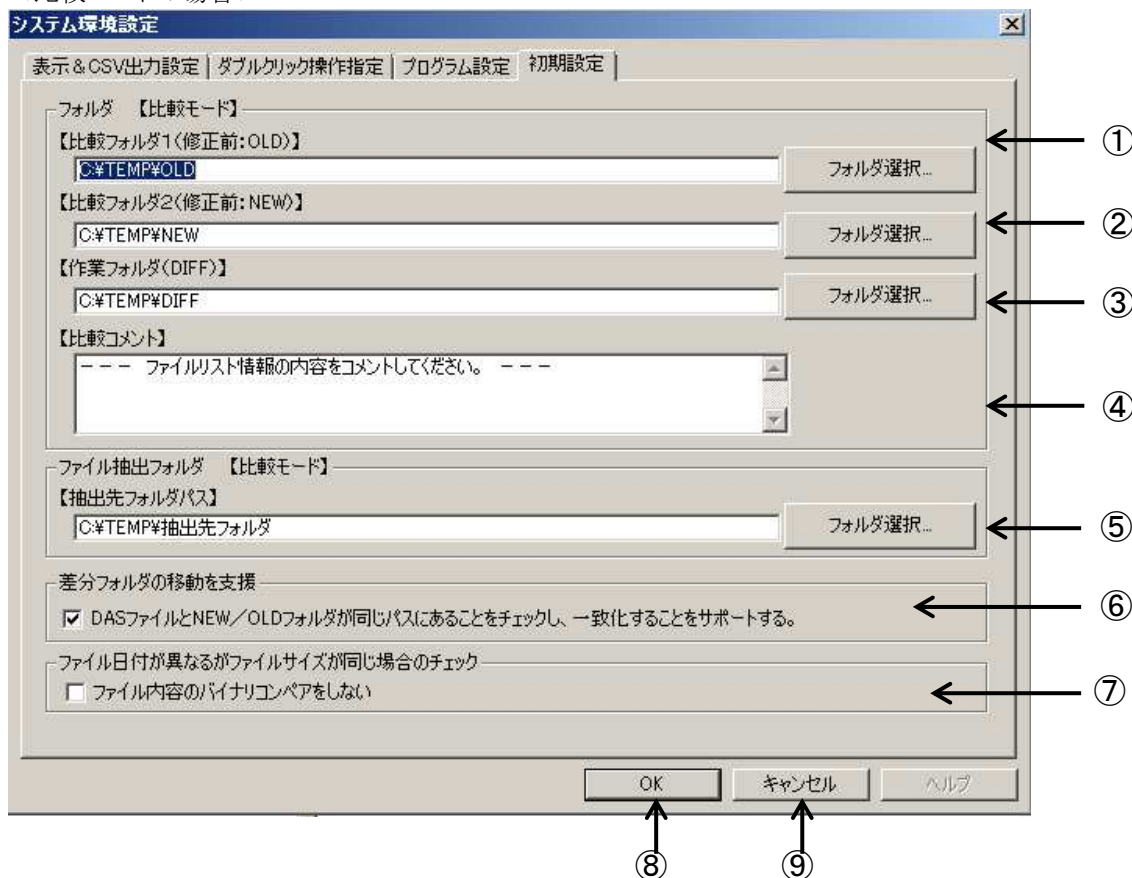 システム環境設定
表示&CSV出力設定 ダブルクリック操作指定 プログラム設定 初期設定
フォルダ 【比較モード】
【比較フォルダ1(修正前:OLD)】
C:¥TEMP¥OLD フォルダ選択... ①
【比較フォルダ2(修正前:NEW)】
C:¥TEMP¥NEW フォルダ選択... ②
【作業フォルダ(DIFF)】
C:¥TEMP¥DIFF フォルダ選択... ③
【比較コメント】
--- ファイルリスト情報の内容をコメントしてください。 ---
④
ファイル抽出フォルダ 【比較モード】
【抽出先フォルダパス】
C:¥TEMP¥抽出先フォルダ フォルダ選択... ⑤
差分フォルダの移動を支援
DASファイルとNEW/OLDフォルダが同じパスにあることをチェックし、一致化することをサポートする。 ⑥
ファイル日付が異なるがファイルサイズが同じ場合のチェック
ファイル内容のバイナリコンペアをしない ⑦
OK キャンセル ヘルプ
⑧ ⑨